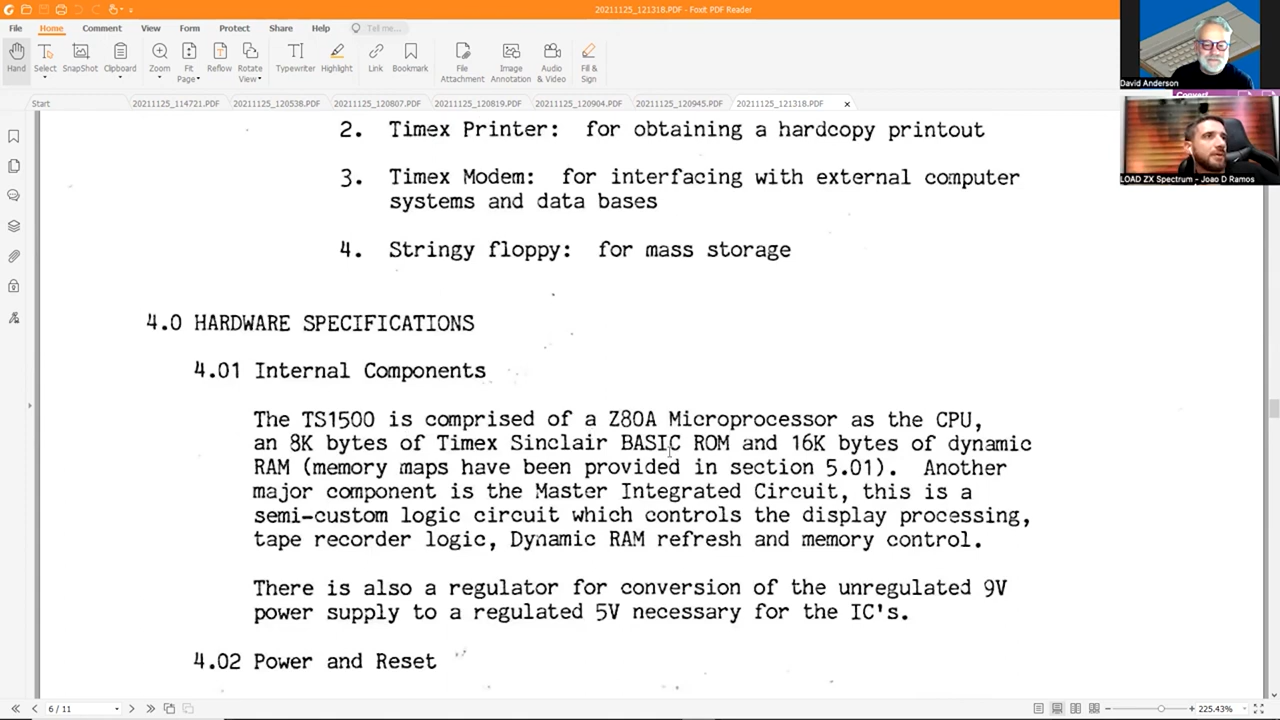 20211125_121318.PDF - Foxit PDF Reader
File Home Comment View Form Protect Share Help Tell me...
Hand Select SnapShot Clipboard Zoom Fit Page Reflow Rotate View Typewriter Highlight Link Bookmark File Attachment Image Annotation Audio & Video Fill & Sign
David Anderson
LOAD ZX Spectrum - Joao D Ramos
Start 20211125_114721.PDF 20211125_120538.PDF 20211125_120807.PDF 20211125_120904.PDF 20211125_120945.PDF 20211125_121318.PDF
2. Timex Printer: for obtaining a hardcopy printout
3. Timex Modem: for interfacing with external computer
systems and data bases
4. Stringy floppy: for mass storage
4.0 HARDWARE SPECIFICATIONS
4.01 Internal Components
The TS1500 is comprised of a Z80A Microprocessor as the CPU,
an 8K bytes of Timex Sinclair BASIC ROM and 16K bytes of dynamic
RAM (memory maps have been provided in section 5.01). Another
major component is the Master Integrated Circuit, this is a
semi-custom logic circuit which controls the display processing,
tape recorder logic, Dynamic RAM refresh and memory control.
There is also a regulator for conversion of the unregulated 9V
power supply to a regulated 5V necessary for the IC's.
4.02 Power and Reset
6 / 11
225.43%